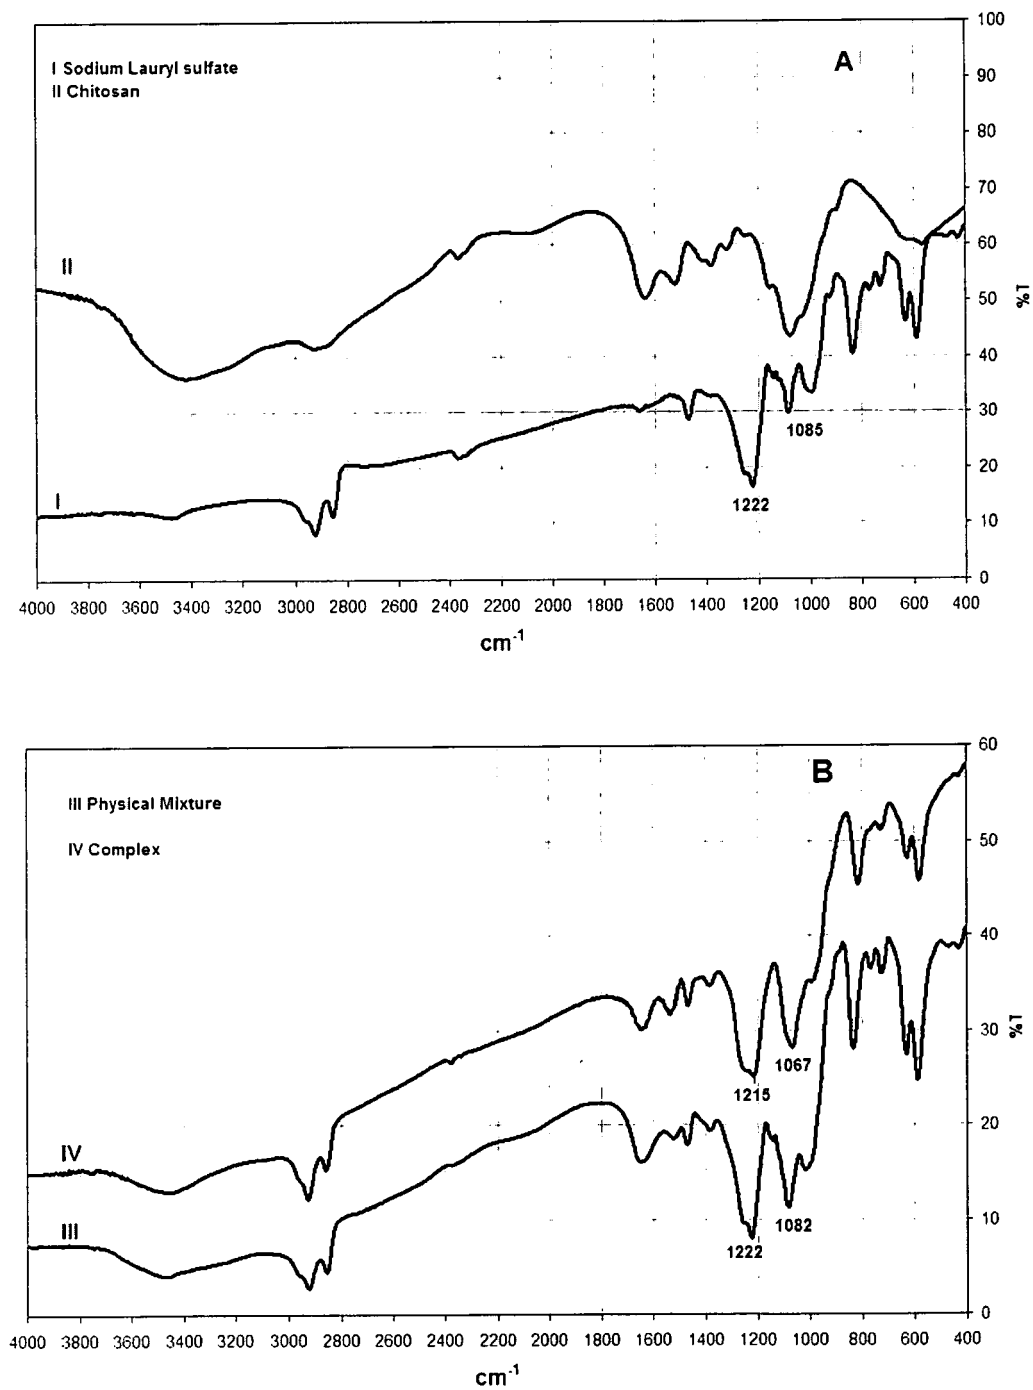 I Sodium Lauryl sulfate
II Chitosan
A
100
90
80
70
60
50
40
30
20
10
0
%T
II
I
1085
1222
4000 3800 3600 3400 3200 3000 2800 2600 2400 2200 2000 1800 1600 1400 1200 1000 800 600 400
cm-1
III Physical Mixture
IV Complex
B
60
50
40
30
20
10
0
%T
IV
III
1067
1215
1082
1222
4000 3800 3600 3400 3200 3000 2800 2600 2400 2200 2000 1800 1600 1400 1200 1000 800 600 400
cm-1